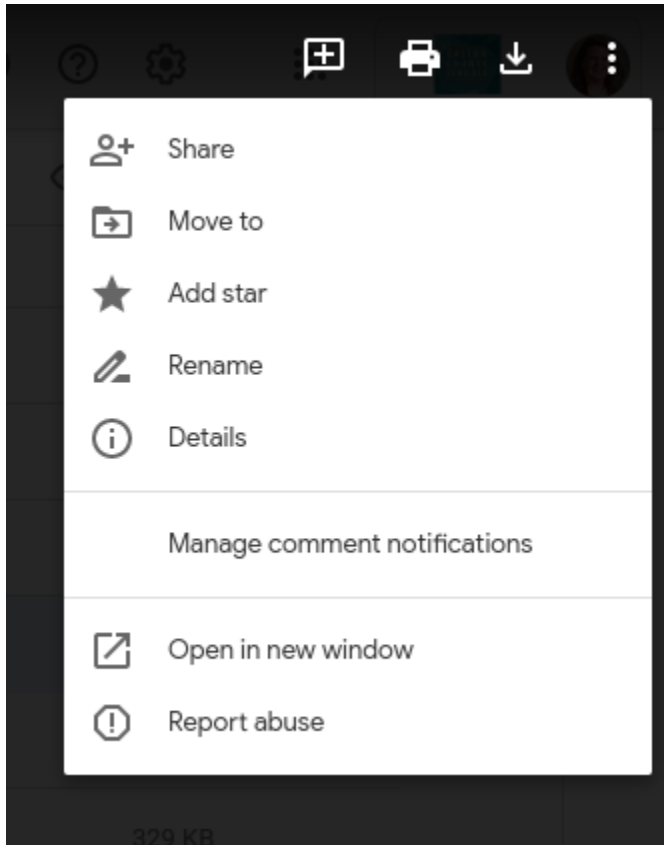 Share
Move to
Add star
Rename
Details
Manage comment notifications
Open in new window
Report abuse
329 KB